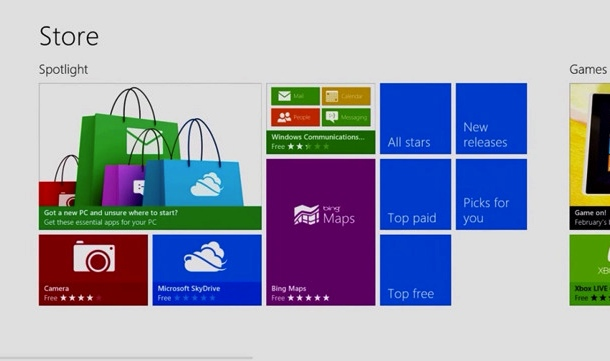 Store
Spotlight
Games
Got a new PC and unsure where to start?
Get these essential apps for your PC
Mail
Calendar
People
Messaging
Windows Communications...
Free
All stars
New
releases
bing
Maps
Bing Maps
Free
Top paid
Picks for
you
Top free
Camera
Free
Microsoft SkyDrive
Free
Game on!
February's
XB
Xbox LIVE
Free